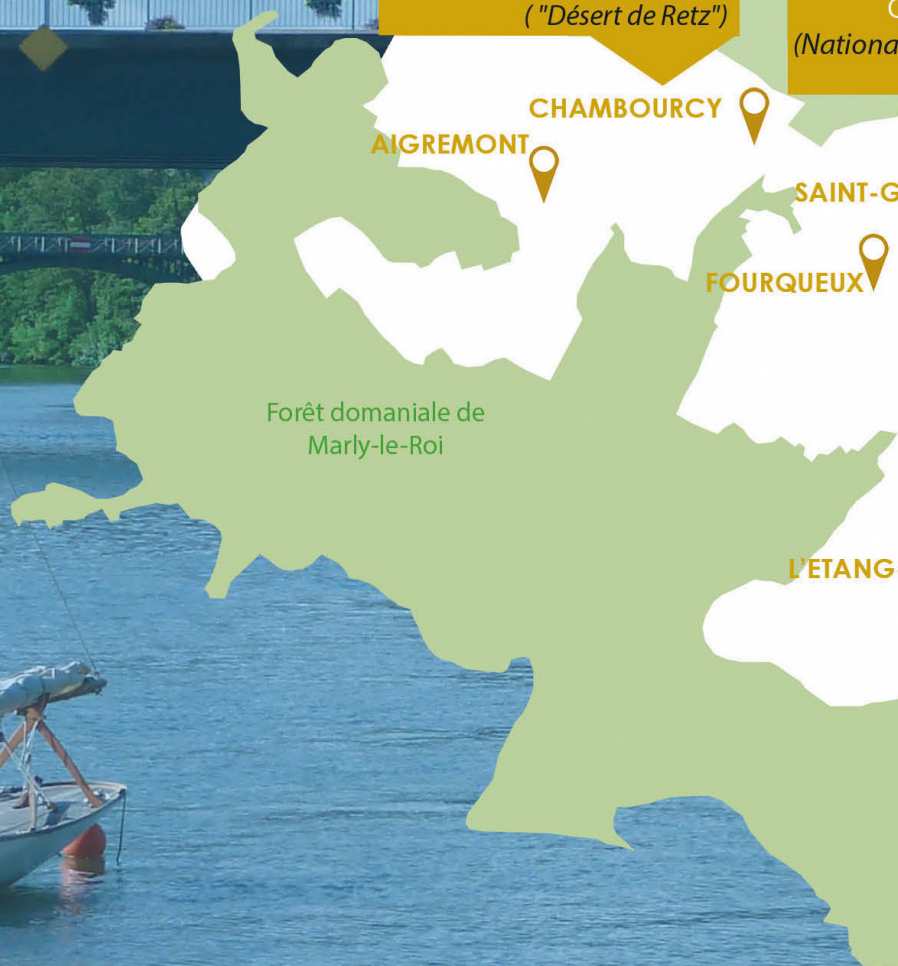 ( "Désert de Retz")
(Nationa
CHAMBOURCY
AIGREMONT
SAINT-G
FOURQUEUX
Forêt domaniale de
Marly-le-Roi
L'ETANG